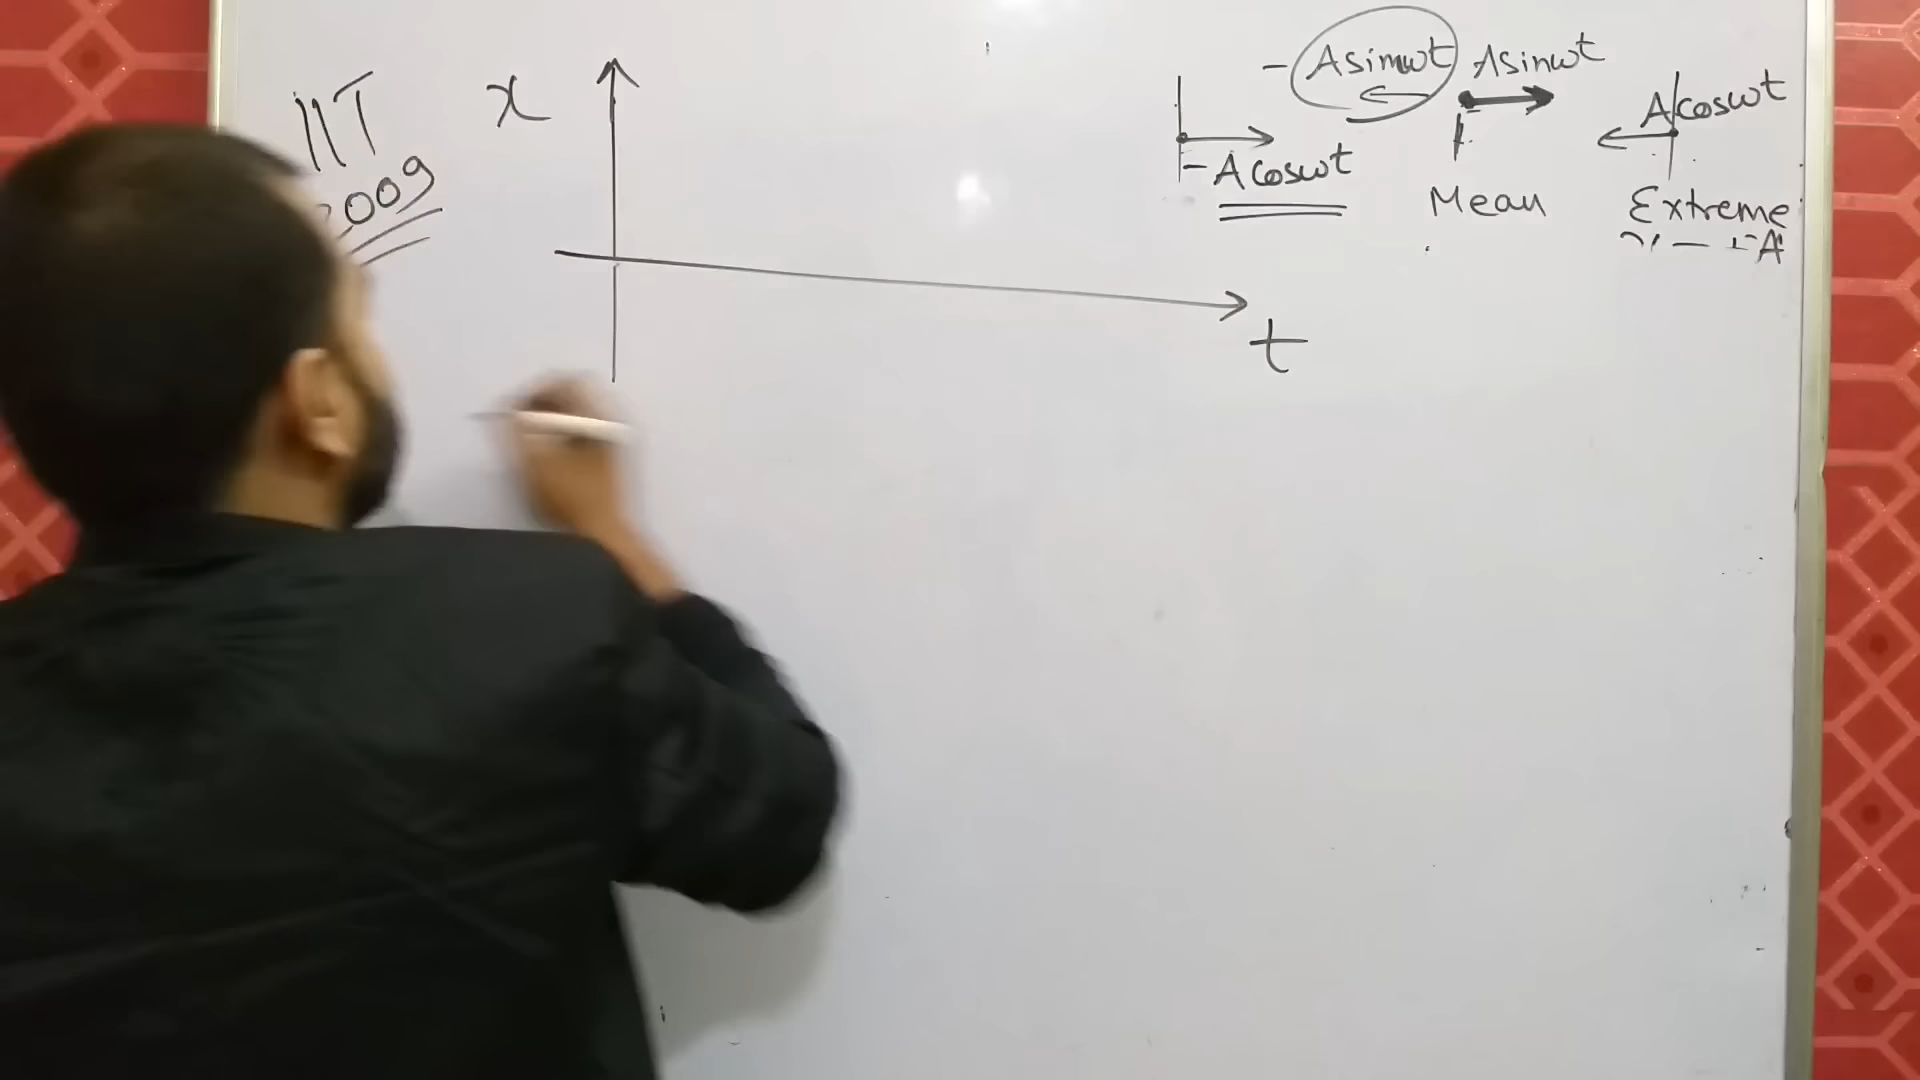 IIT
2009
x
t
- Asinωt
Asinωt
Acosωt
- Acosωt
Mean
Extreme